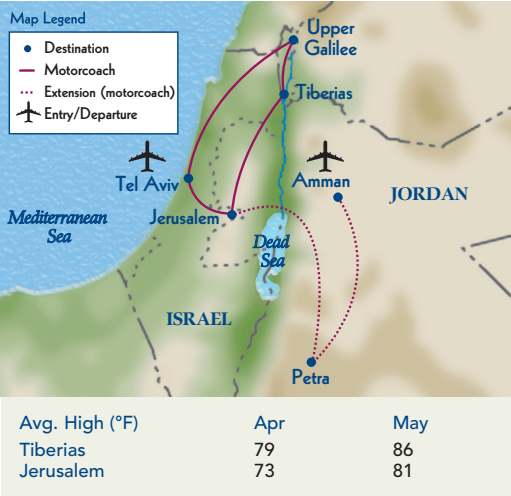 Map Legend
Destination
Motorcoach
Extension (motorcoach)
Entry/Departure
Upper
Galilee
Tiberias
Tel Aviv
Amman
JORDAN
Mediterranean
Sea
Jerusalem
Dead
Sea
ISRAEL
Petra
Avg. High (°F) Apr May
Tiberias 79 86
Jerusalem 73 81